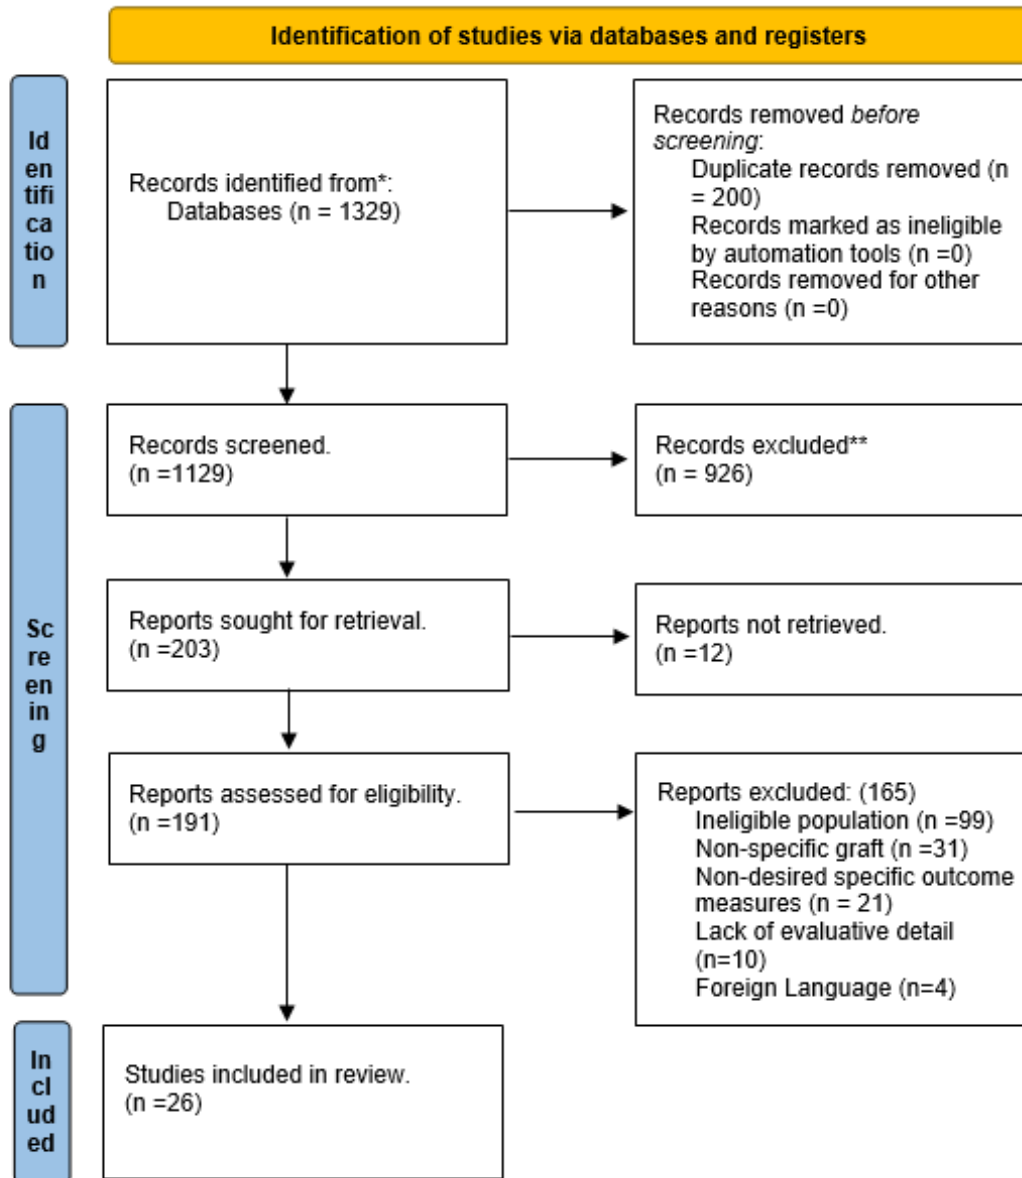 Identification of studies via databases and registers
Id
en
tifi
ca
tio
n
Records identified from*:
Databases (n = 1329)
Records removed before
screening:
Duplicate records removed (n
= 200)
Records marked as ineligible
by automation tools (n =0)
Records removed for other
reasons (n =0)
Sc
re
en
in
g
Records screened.
(n =1129)
Records excluded**
(n = 926)
Reports sought for retrieval.
(n =203)
Reports not retrieved.
(n =12)
Reports assessed for eligibility.
(n =191)
Reports excluded: (165)
Ineligible population (n =99)
Non-specific graft (n =31)
Non-desired specific outcome
measures (n = 21)
Lack of evaluative detail
(n=10)
Foreign Language (n=4)
In
cl
ud
ed
Studies included in review.
(n =26)